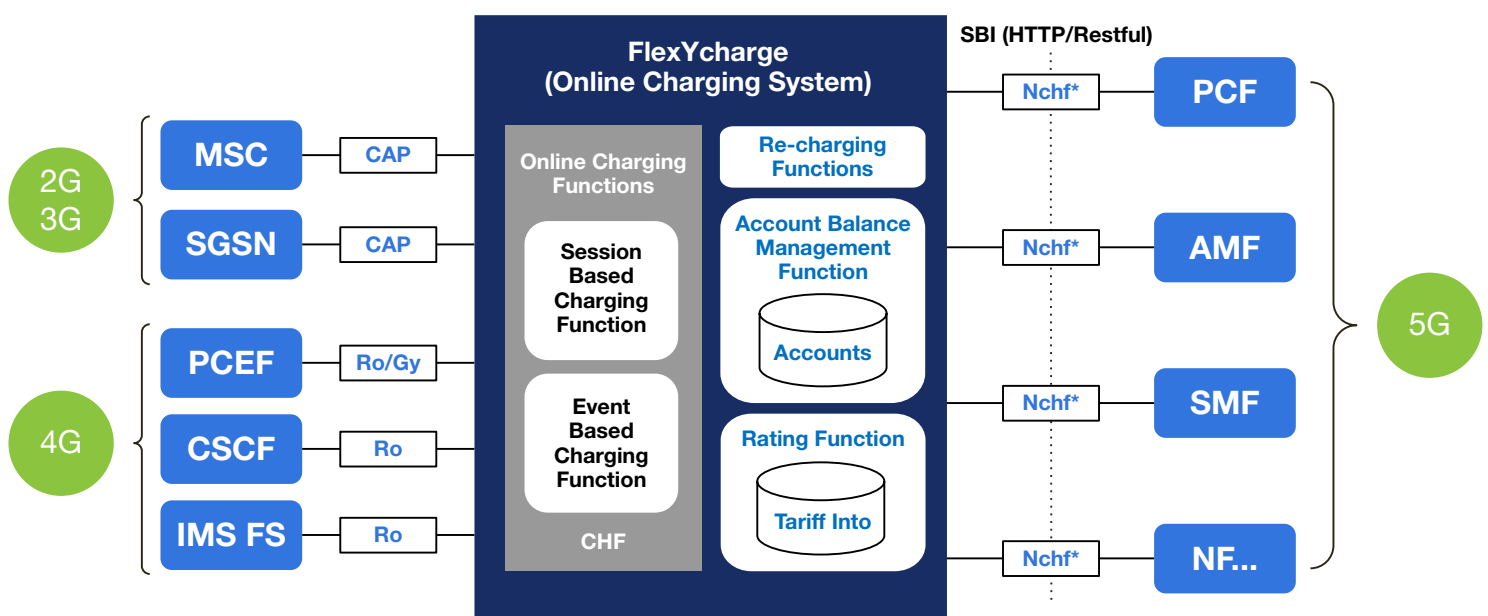 FlexYcharge
(Online Charging System)
SBI (HTTP/Restful)
2G
3G
MSC
CAP
SGSN
CAP
4G
PCEF
Ro/Gy
CSCF
Ro
IMS FS
Ro
Online Charging
Functions
Session
Based
Charging
Function
Event
Based
Charging
Function
CHF
Re-charging
Functions
Account Balance
Management
Function
Accounts
Rating Function
Tariff Into
Nchf*
PCF
Nchf*
AMF
Nchf*
SMF
Nchf*
NF...
5G